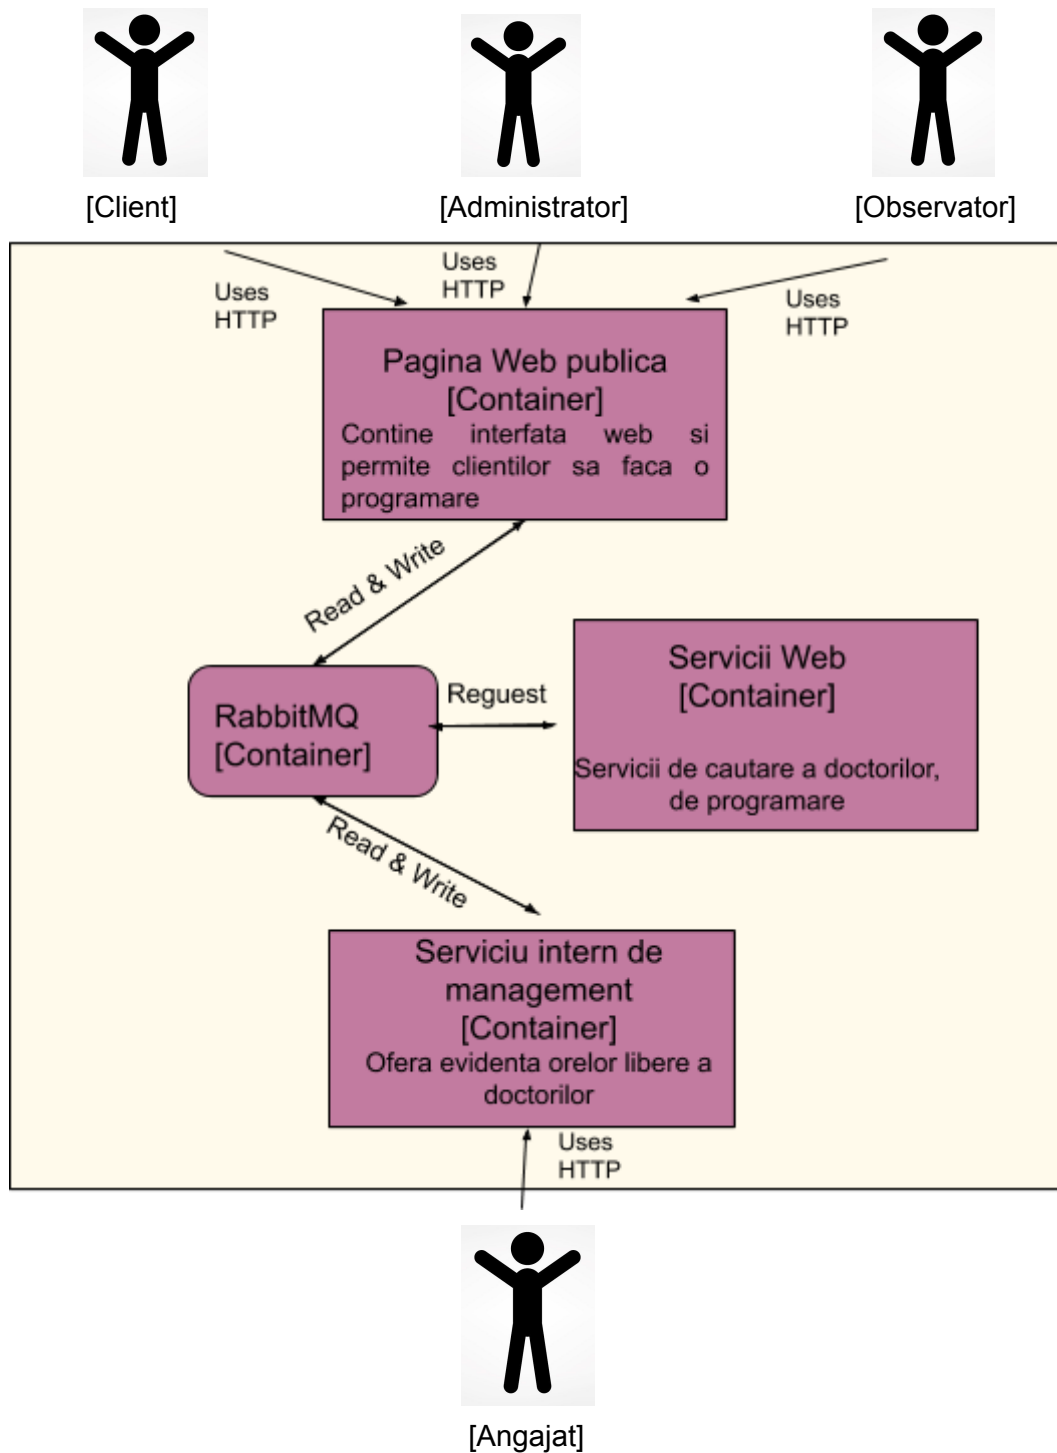 [Client]
[Administrator]
[Observator]
Uses
HTTP
Uses
HTTP
Uses
HTTP
Pagina Web publica
[Container]
Contine interfata web si
permite clientilor sa faca o
programare
Read & Write
RabbitMQ
[Container]
Reguest
Servicii Web
[Container]
Servicii de cautare a doctorilor,
de programare
Read & Write
Serviciu intern de
management
[Container]
Ofera evidenta orelor libere a
doctorilor
Uses
HTTP
[Angajat]